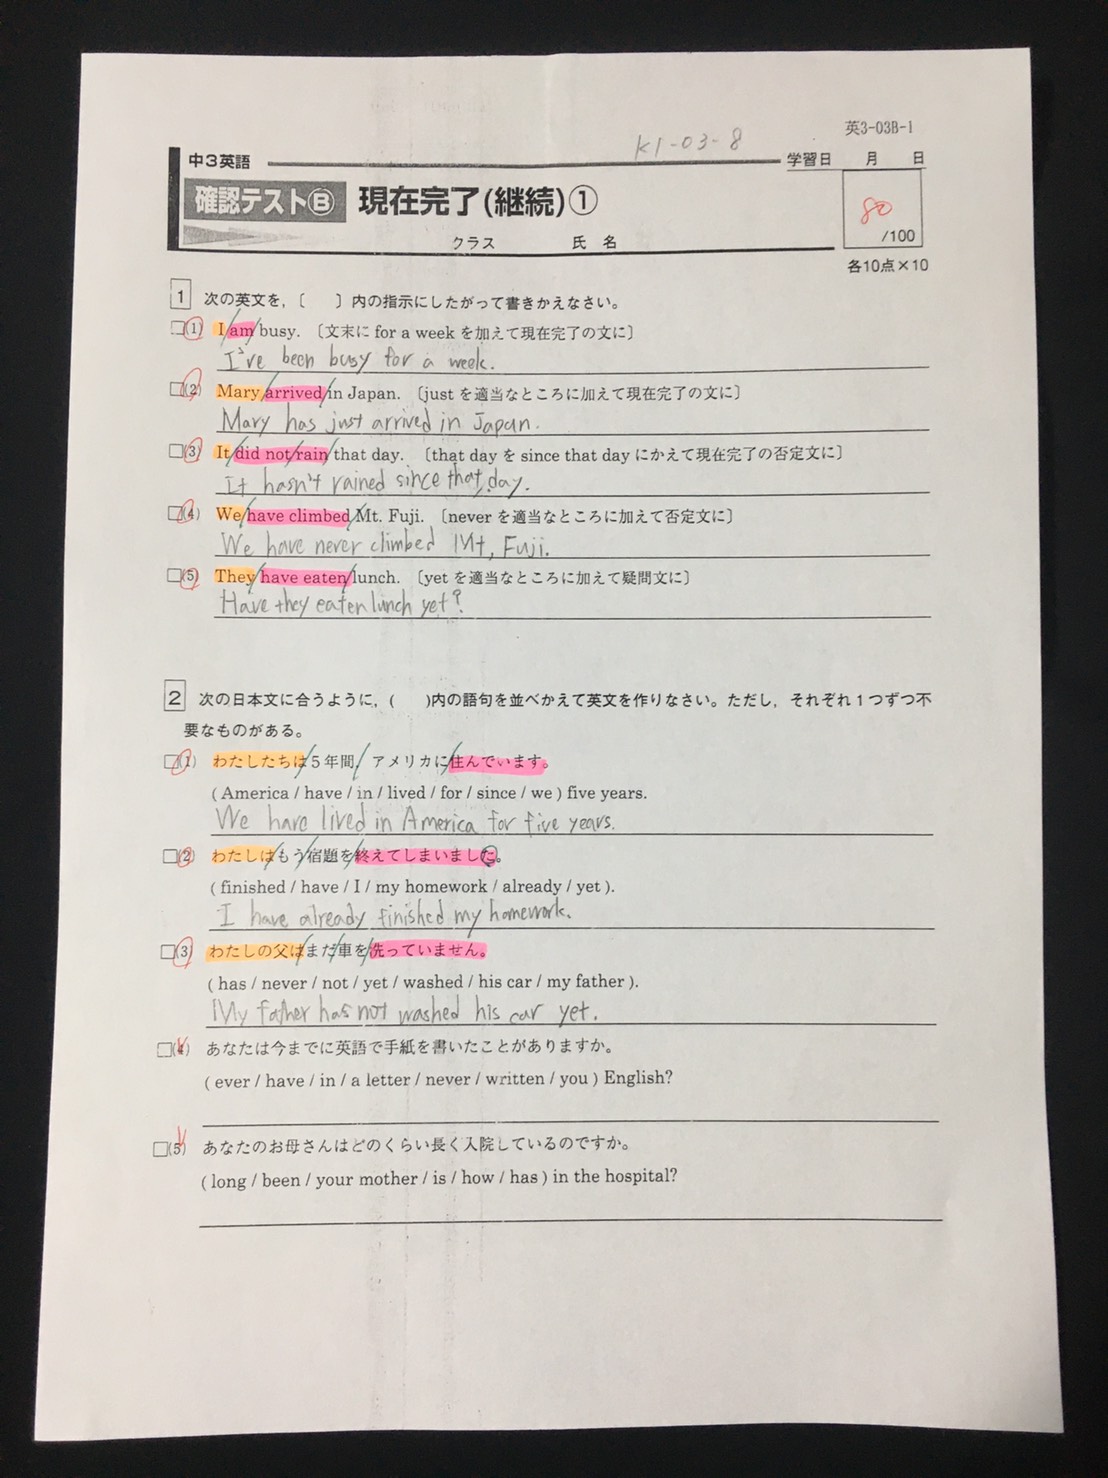 英3-03B-1
K1-03-8
中3英語
学習日 月 日
確認テストⒷ 現在完了(継続)①
80
/100
クラス 氏名
各10点×10
1 次の英文を,〔 〕内の指示にしたがって書きかえなさい。
□(1) I am busy. 〔文末に for a week を加えて現在完了の文に〕
I've been busy for a week.
□(2) Mary arrived in Japan. 〔just を適当なところに加えて現在完了の文に〕
Mary has just arrived in Japan.
□(3) It did not rain that day. 〔that day を since that day にかえて現在完了の否定文に〕
It hasn't rained since that day.
□(4) We have climbed Mt. Fuji. 〔never を適当なところに加えて否定文に〕
We have never climbed Mt, Fuji.
□(5) They have eaten lunch. 〔yet を適当なところに加えて疑問文に〕
Have they eaten lunch yet?
2 次の日本文に合うように,( )内の語句を並べかえて英文を作りなさい。ただし,それぞれ1つずつ不
要なものがある。
□(1) わたしたちは5年間,アメリカに住んでいます。
( America / have / in / lived / for / since / we ) five years.
We have lived in America for five years.
□(2) わたしはもう宿題を終えてしまいました。
( finished / have / I / my homework / already / yet ).
I have already finished my homework.
□(3) わたしの父はまだ車を洗っていません。
( has / never / not / yet / washed / his car / my father ).
My father has not washed his car yet.
□(4) あなたは今までに英語で手紙を書いたことがありますか。
( ever / have / in / a letter / never / written / you ) English?
□(5) あなたのお母さんはどのくらい長く入院しているのですか。
( long / been / your mother / is / how / has ) in the hospital?